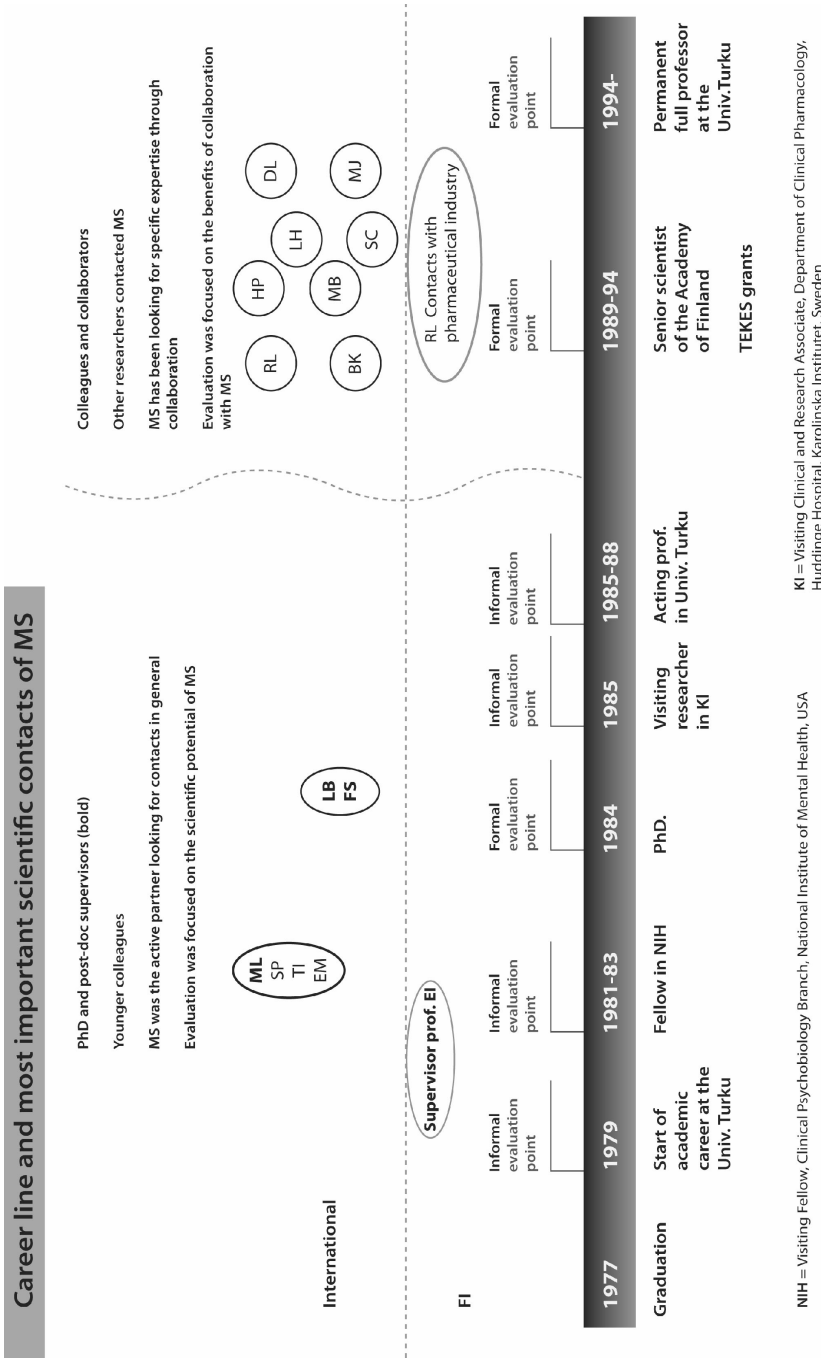 Career line and most important scientific contacts of MS
PhD and post-doc supervisors (bold)
Younger colleagues
MS was the active partner looking for contacts in general
Evaluation was focused on the scientific potential of MS
Colleagues and collaborators
Other researchers contacted MS
MS has been looking for specific expertise through
collaboration
Evaluation was focused on the benefits of collaboration
with MS
International
ML
SP
TI
EM
LB
FS
RL
BK
HP
MB
LH
SC
DL
MJ
FI
Supervisor prof. EI
RL Contacts with
pharmaceutical industry
Informal
evaluation
point
Informal
evaluation
point
Formal
evaluation
point
Informal
evaluation
point
Informal
evaluation
point
Formal
evaluation
point
Formal
evaluation
point
1977
1979
1981-83
1984
1985
1985-88
1989-94
1994-
Graduation
Start of
academic
career at the
Univ. Turku
Fellow in NIH
PhD.
Visiting
researcher
in KI
Acting prof.
in Univ. Turku
Senior scientist
of the Academy
of Finland
TEKES grants
Permanent
full professor
at the
Univ.Turku
NIH = Visiting Fellow, Clinical Psychobiology Branch, National Institute of Mental Health, USA
KI = Visiting Clinical and Research Associate, Department of Clinical Pharmacology,
Huddinge Hospital, Karolinska Institutet, Sweden